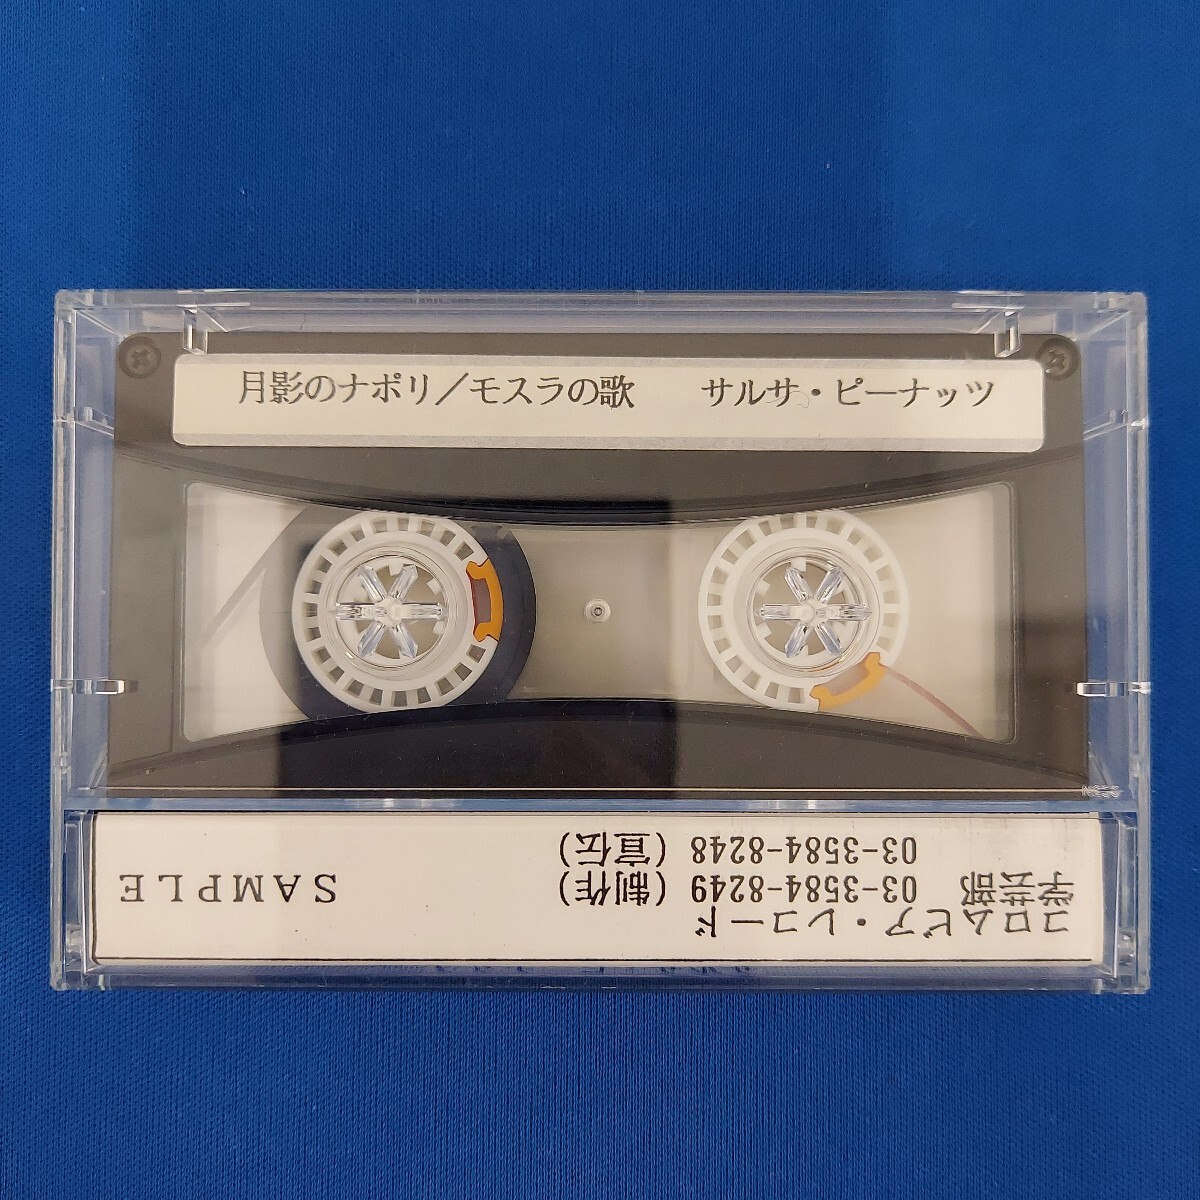 月影のナポリ／モスラの歌　サルサ・ピーナッツ
コロムビア・レコード
学芸部　03-3584-8249（制作）　SAMPLE
03-3584-8248（宣伝）